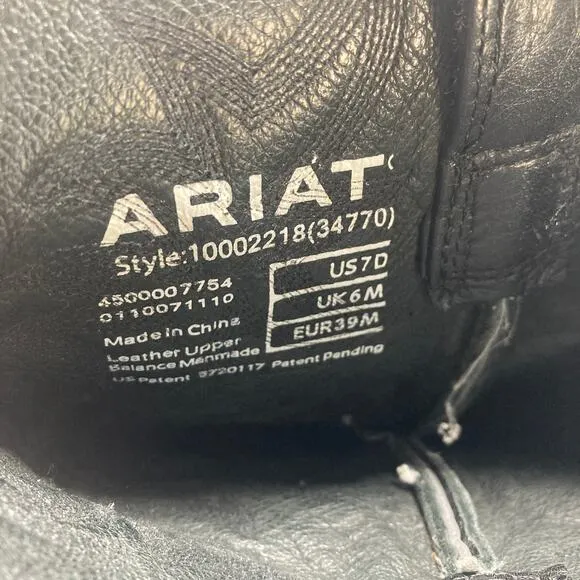 ARIAT
Style:10002218(34770)
4500007754
0110071110
Made in China
Leather Upper
Balance Manmade
US Patent 5720117 Patent Pending
US7D
UK6M
EUR39M